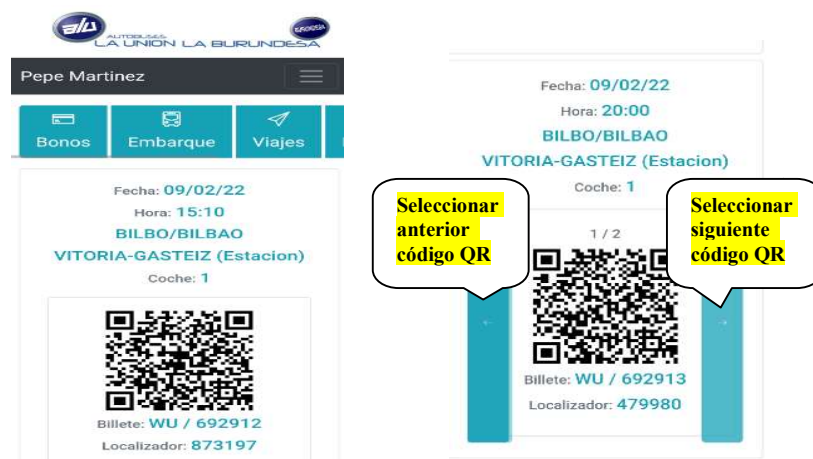 alu
AUTOBUSES
LA UNION LA BURUNDESA
Pepe Martinez
Bonos
Embarque
Viajes
Fecha: 09/02/22
Hora: 15:10
BILBO/BILBAO
VITORIA-GASTEIZ (Estacion)
Coche: 1
Billete: WU / 692912
Localizador: 873197
Fecha: 09/02/22
Hora: 20:00
BILBO/BILBAO
VITORIA-GASTEIZ (Estacion)
Coche: 1
Seleccionar
anterior
código QR
1 / 2
Seleccionar
siguiente
código QR
←
→
Billete: WU / 692913
Localizador: 479980